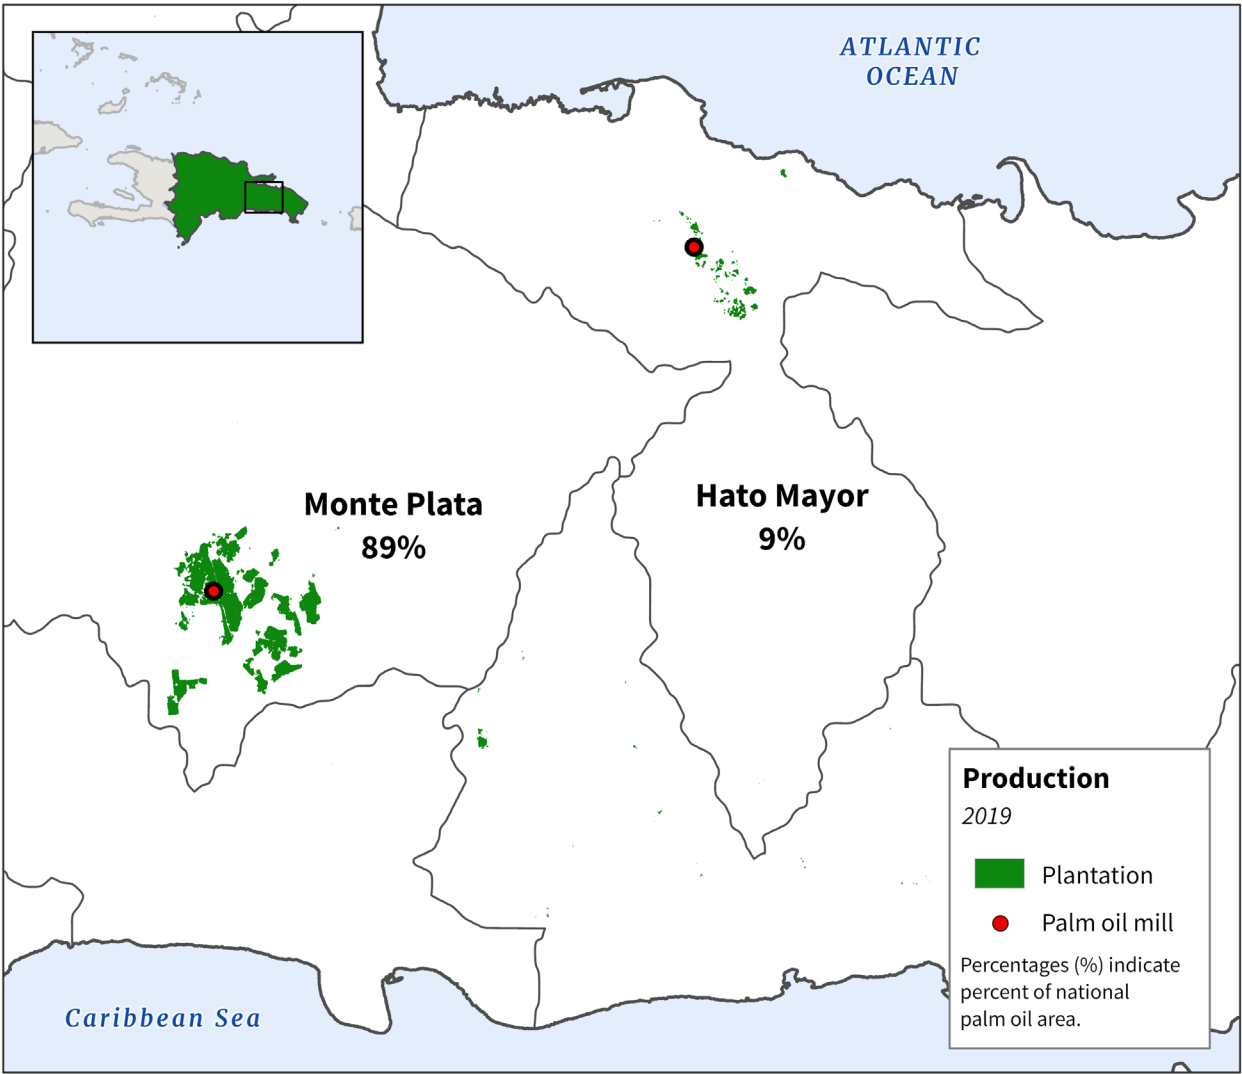 ATLANTIC
OCEAN
Monte Plata
89%
Hato Mayor
9%
Production
2019
Plantation
Palm oil mill
Percentages (%) indicate
percent of national
palm oil area.
Caribbean Sea